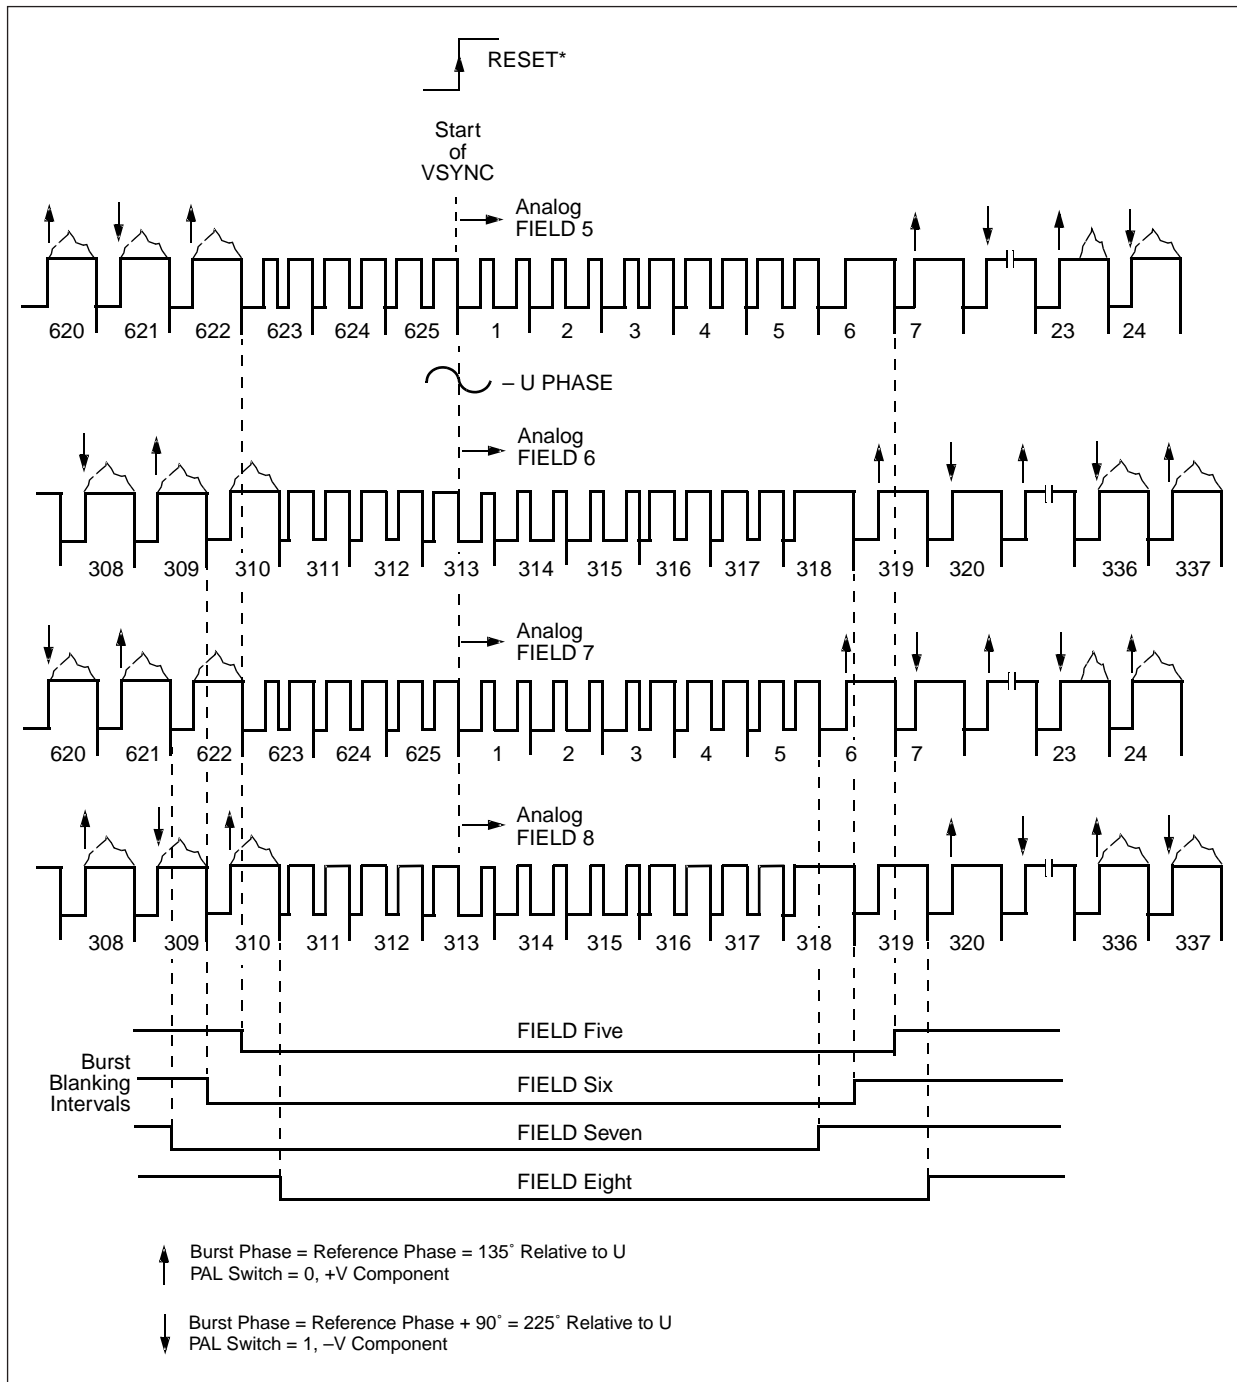 RESET*
Start
of
VSYNC
Analog
FIELD 5
620 621 622 623 624 625 1 2 3 4 5 6 7 23 24
– U PHASE
Analog
FIELD 6
308 309 310 311 312 313 314 315 316 317 318 319 320 336 337
Analog
FIELD 7
620 621 622 623 624 625 1 2 3 4 5 6 7 23 24
Analog
FIELD 8
308 309 310 311 312 313 314 315 316 317 318 319 320 336 337
FIELD Five
Burst
Blanking
Intervals
FIELD Six
FIELD Seven
FIELD Eight
Burst Phase = Reference Phase = 135° Relative to U
PAL Switch = 0, +V Component
Burst Phase = Reference Phase + 90° = 225° Relative to U
PAL Switch = 1, –V Component